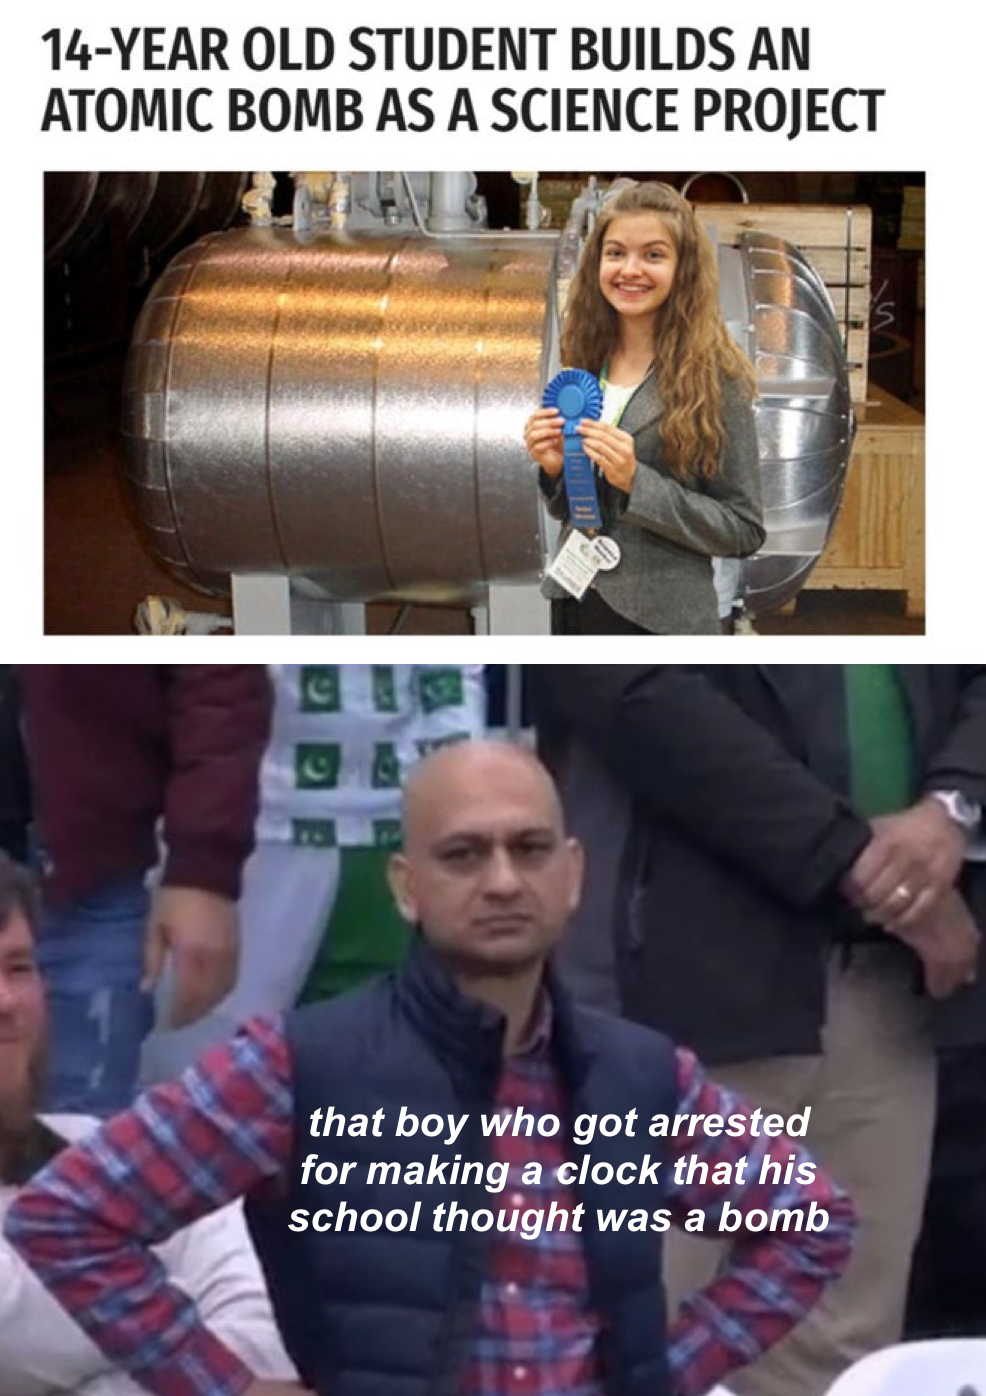 14-YEAR OLD STUDENT BUILDS AN
ATOMIC BOMB AS A SCIENCE PROJECT
that boy who got arrested
for making a clock that his
school thought was a bomb